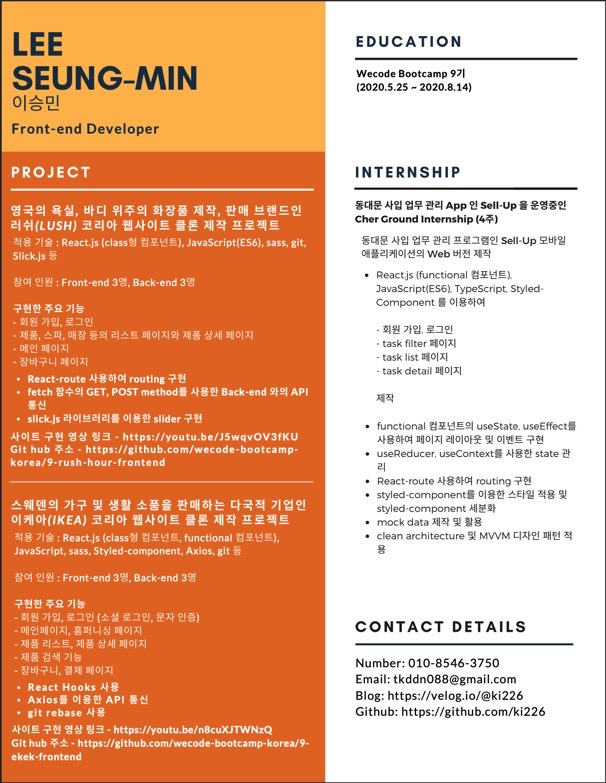 LEE
SEUNG-MIN
이승민
Front-end Developer
PROJECT
영국의 욕실, 바디 위주의 화장품 제작, 판매 브랜드인
러쉬(LUSH) 코리아 웹사이트 클론 제작 프로젝트
적용 기술 : React.js (class형 컴포넌트), JavaScript(ES6), sass, git,
Slick.js 등
참여 인원 : Front-end 3명, Back-end 3명
구현한 주요 기능
- 회원 가입, 로그인
- 제품, 스파, 매장 등의 리스트 페이지와 제품 상세 페이지
- 메인 페이지
- 장바구니 페이지
• React-route 사용하여 routing 구현
• fetch 함수의 GET, POST method를 사용한 Back-end 와의 API
통신
• slick.js 라이브러리를 이용한 slider 구현
사이트 구현 영상 링크 - https://youtu.be/J5wqvOV3fKU
Git hub 주소 - https://github.com/wecode-bootcamp-
korea/9-rush-hour-frontend
스웨덴의 가구 및 생활 소품을 판매하는 다국적 기업인
이케아(IKEA) 코리아 웹사이트 클론 제작 프로젝트
적용 기술 : React.js (class형 컴포넌트, functional 컴포넌트),
JavaScript, sass, Styled-component, Axios, git 등
참여 인원 : Front-end 3명, Back-end 3명
구현한 주요 기능
- 회원 가입, 로그인 (소셜 로그인, 문자 인증)
- 메인페이지, 홈퍼니싱 페이지
- 제품 리스트, 제품 상세 페이지
- 제품 검색 기능
- 장바구니, 결제 페이지
• React Hooks 사용
• Axios를 이용한 API 통신
• git rebase 사용
사이트 구현 영상 링크 - https://youtu.be/n8cuXJTWNzQ
Git hub 주소 - https://github.com/wecode-bootcamp-korea/9-
ekek-frontend
EDUCATION
Wecode Bootcamp 9기
(2020.5.25 ~ 2020.8.14)
INTERNSHIP
동대문 사입 업무 관리 App 인 Sell-Up 을 운영중인
Cher Ground Internship (4주)
동대문 사입 업무 관리 프로그램인 Sell-UP 모바일
애플리케이션의 Web 버전 제작
• React.js (functional 컴포넌트),
JavaScript(ES6), TypeScript, Styled-
Component 를 이용하여
- 회원 가입, 로그인
- task filter 페이지
- task list 페이지
- task detail 페이지
제작
• functional 컴포넌트의 useState, useEffect를
사용하여 페이지 레이아웃 및 이벤트 구현
• useReducer, useContext를 사용한 state 관
리
• React-route 사용하여 routing 구현
• styled-component를 이용한 스타일 적용 및
styled-component 세분화
• mock data 제작 및 활용
• clean architecture 및 MVVM 디자인 패턴 적
용
CONTACT DETAILS
Number: 010-8546-3750
Email: tkddn088@gmail.com
Blog: https://velog.io/@ki226
Github: https://github.com/ki226